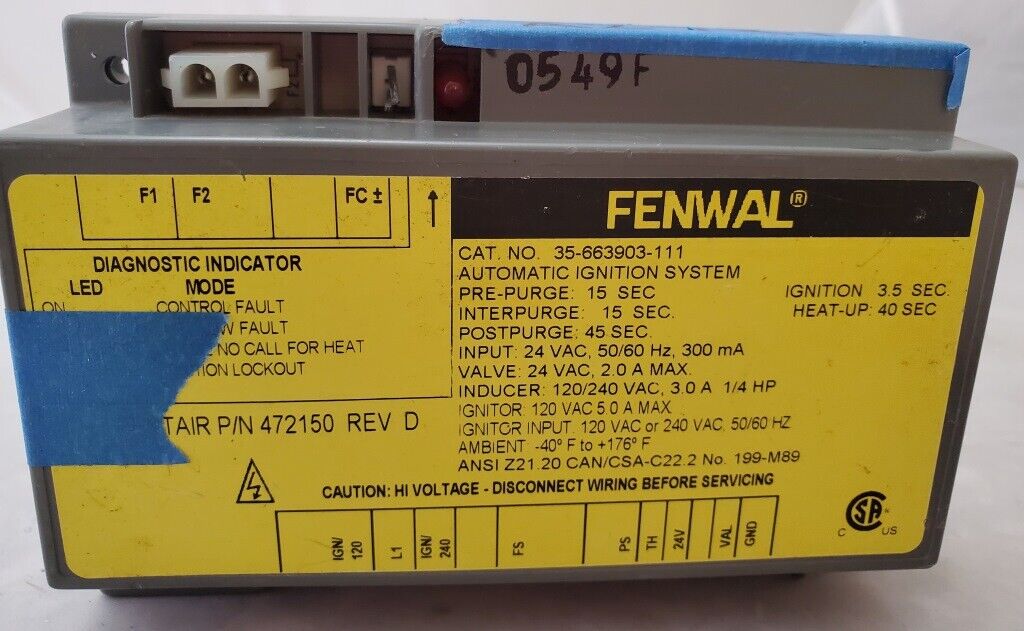 0549F
F1 F2 FC ±
DIAGNOSTIC INDICATOR
LED MODE
ON CONTROL FAULT
FAULT
NO CALL FOR HEAT
LOCKOUT
P/N 472150 REV D
FENWAL®
CAT. NO. 35-663903-111
AUTOMATIC IGNITION SYSTEM
PRE-PURGE: 15 SEC IGNITION 3.5 SEC.
INTERPURGE: 15 SEC. HEAT-UP: 40 SEC
POSTPURGE: 45 SEC.
INPUT: 24 VAC, 50/60 Hz, 300 mA
VALVE: 24 VAC, 2.0 A MAX.
INDUCER: 120/240 VAC, 3.0 A 1/4 HP
IGNITOR: 120 VAC 5.0 A MAX
IGNITOR INPUT: 120 VAC or 240 VAC, 50/60 HZ
AMBIENT -40° F to +176° F
ANSI Z21.20 CAN/CSA-C22.2 No. 199-M89
CAUTION: HI VOLTAGE - DISCONNECT WIRING BEFORE SERVICING
IGN/120 L1 IGN/240 FS PS TH 24V VAL GND
C SA US